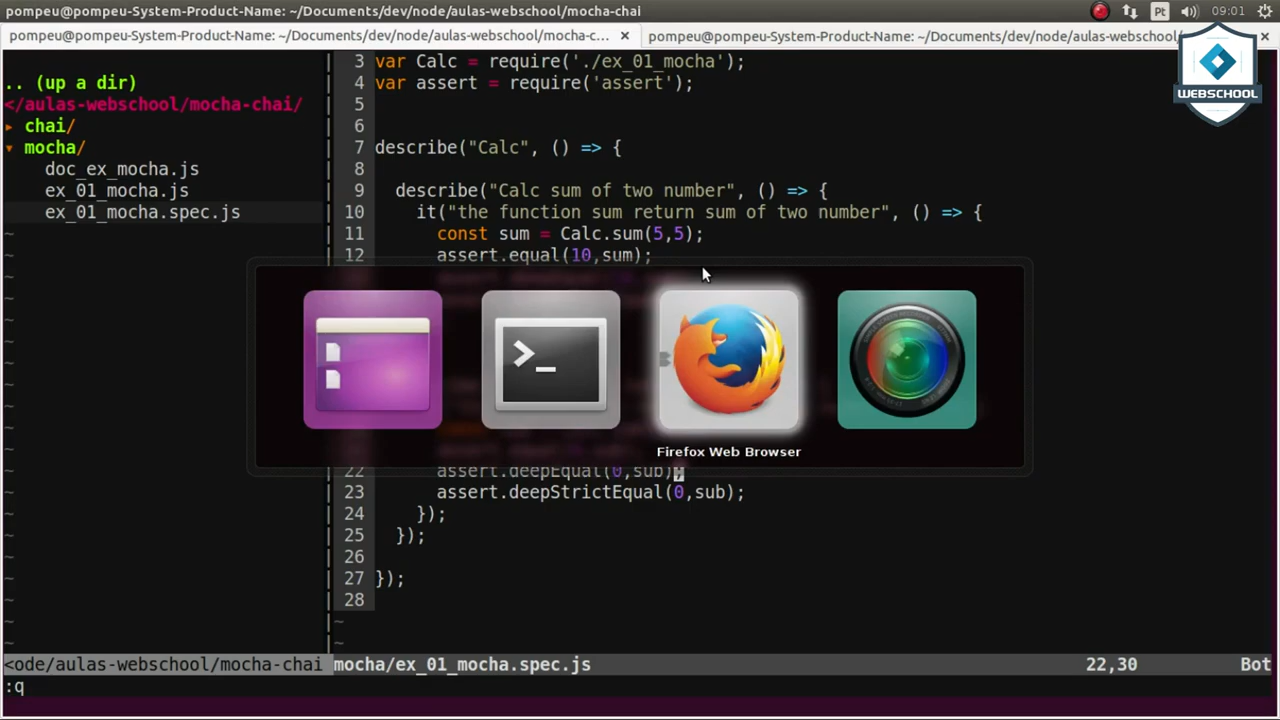 pompeu@pompeu-System-Product-Name: ~/Documents/dev/node/aulas-webschool/mocha-chai
Pt
09:01
pompeu@pompeu-System-Product-Name: ~/Documents/dev/node/aulas-webschool/mocha-c...
pompeu@pompeu-System-Product-Name: ~/Documents/dev/node/aulas-webschool/
WEBSCHOOL
.. (up a dir)
</aulas-webschool/mocha-chai/
▸ chai/
▾ mocha/
doc_ex_mocha.js
ex_01_mocha.js
ex_01_mocha.spec.js
3 var Calc = require('./ex_01_mocha');
4 var assert = require('assert');
5
6
7 describe("Calc", () => {
8
9 describe("Calc sum of two number", () => {
10 it("the function sum return sum of two number", () => {
11 const sum = Calc.sum(5,5);
12 assert.equal(10,sum);
Firefox Web Browser
22 assert.deepEqual(0,sub);
23 assert.deepStrictEqual(0,sub);
24 });
25 });
26
27 });
28
~
~
<ode/aulas-webschool/mocha-chai mocha/ex_01_mocha.spec.js 22,30 Bot
:q